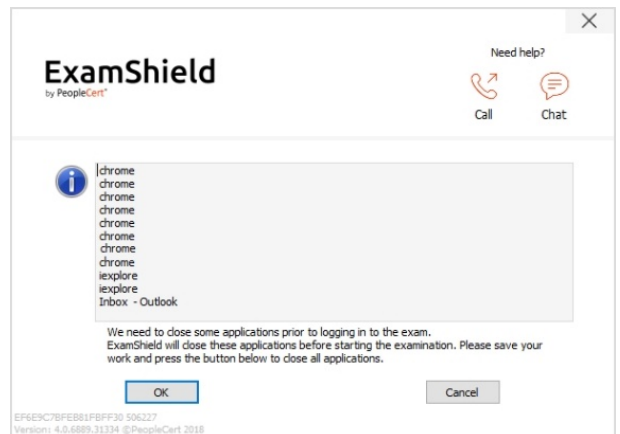 Need help?
ExamShield
by PeopleCert
Call
Chat
chrome
chrome
chrome
chrome
chrome
chrome
chrome
chrome
iexplore
iexplore
Inbox - Outlook
We need to close some applications prior to logging in to the exam.
ExamShield will close these applications before starting the examination. Please save your
work and press the button below to close all applications.
OK
Cancel
EF6E9C7BFEB81FBFF30 506227
Version: 4.0.6889.31334 ©PeopleCert 2018